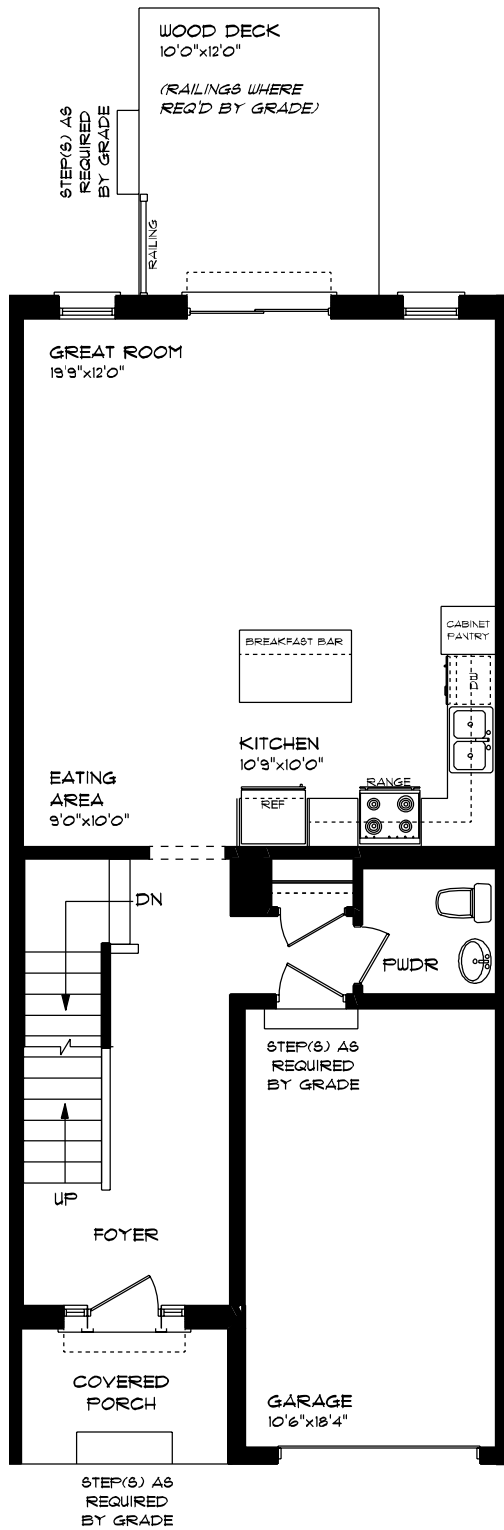 WOOD DECK
10'0"x12'0"
(RAILINGS WHERE
REQ'D BY GRADE)
STEP(S) AS
REQUIRED
BY GRADE
RAILING
GREAT ROOM
19'9"x12'0"
CABINET
PANTRY
BREAKFAST BAR
DW
KITCHEN
10'9"x10'0"
EATING
AREA
9'0"x10'0"
RANGE
REF
DN
PWDR
STEP(S) AS
REQUIRED
BY GRADE
UP
FOYER
COVERED
PORCH
GARAGE
10'6"x18'4"
STEP(S) AS
REQUIRED
BY GRADE